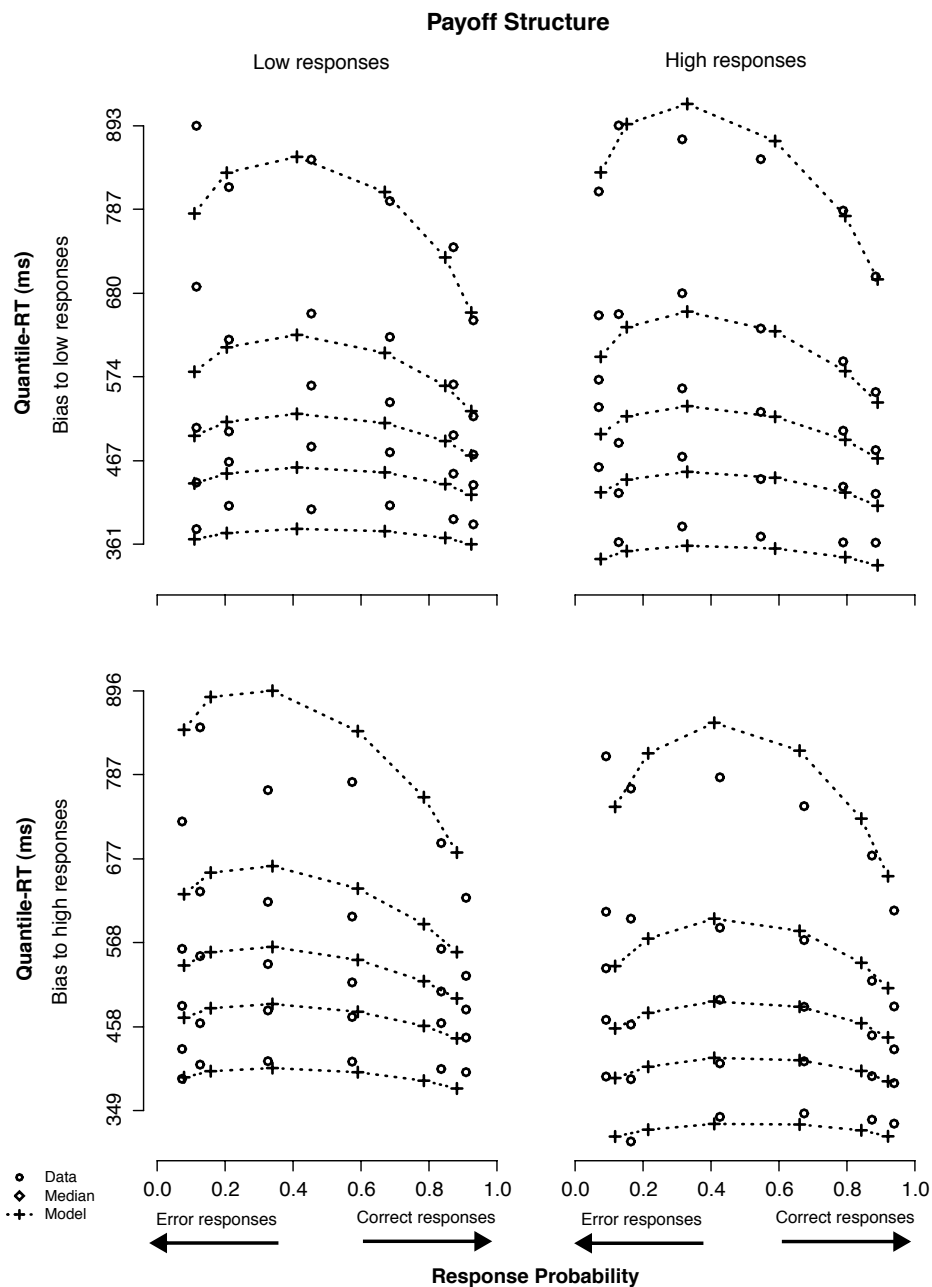 Payoff Structure
Low responses
High responses
Quantile-RT (ms)
Bias to low responses
893
787
680
574
467
361
Quantile-RT (ms)
Bias to high responses
896
787
677
568
458
349
0.0 0.2 0.4 0.6 0.8 1.0
0.0 0.2 0.4 0.6 0.8 1.0
Data
Median
Model
Error responses
Correct responses
Error responses
Correct responses
Response Probability